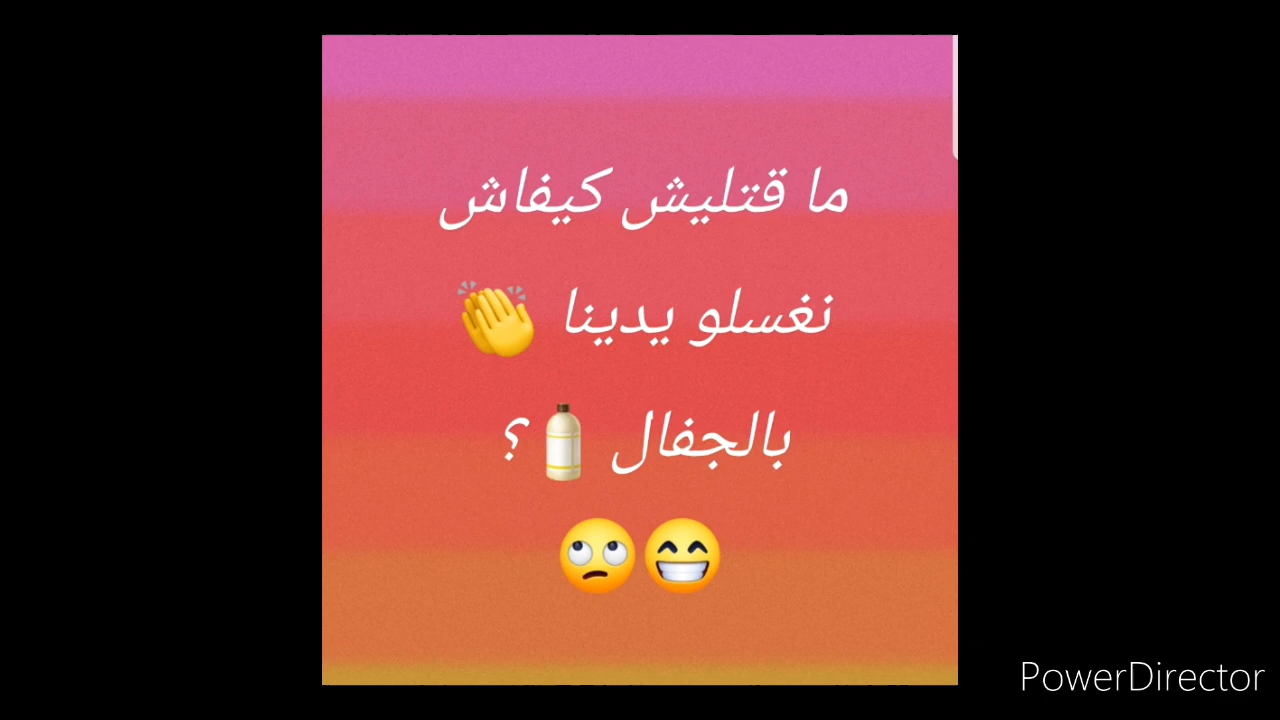 ما قتليش كيفاش
نغسلو يدينا 👏
بالجفال 🧴؟
😁🙄
PowerDirector